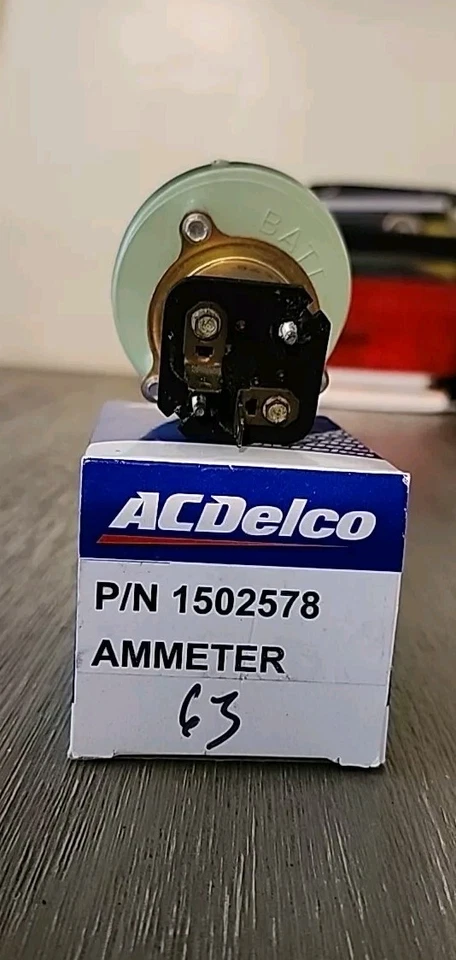 BATT
ACDelco
P/N 1502578
AMMETER
63